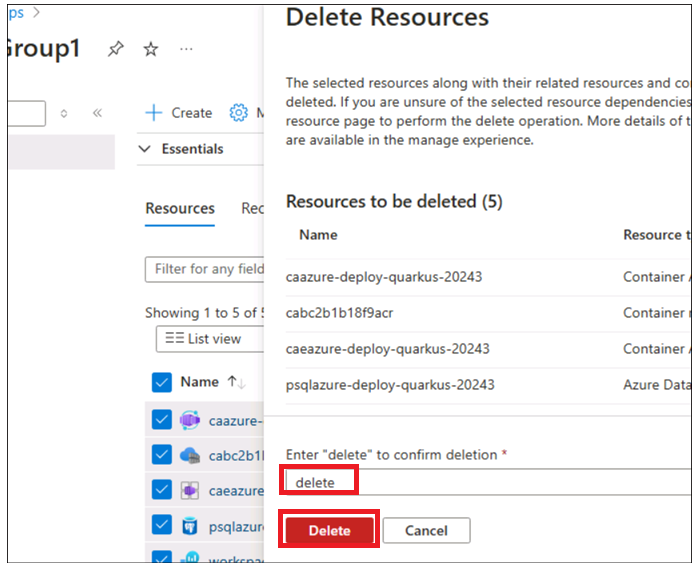 ps >
Group1
Create
Essentials
Resources
Filter for any field
Showing 1 to 5 of 5
List view
Name
caazure-
cabc2b1b
caeazure
psqlazure
workspac
Delete Resources
The selected resources along with their related resources and co
deleted. If you are unsure of the selected resource dependencies
resource page to perform the delete operation. More details of t
are available in the manage experience.
Resources to be deleted (5)
Name Resource t
caazure-deploy-quarkus-20243 Container A
cabc2b1b18f9acr Container r
caeazure-deploy-quarkus-20243 Container A
psqlazure-deploy-quarkus-20243 Azure Data
Enter "delete" to confirm deletion *
delete
Delete Cancel